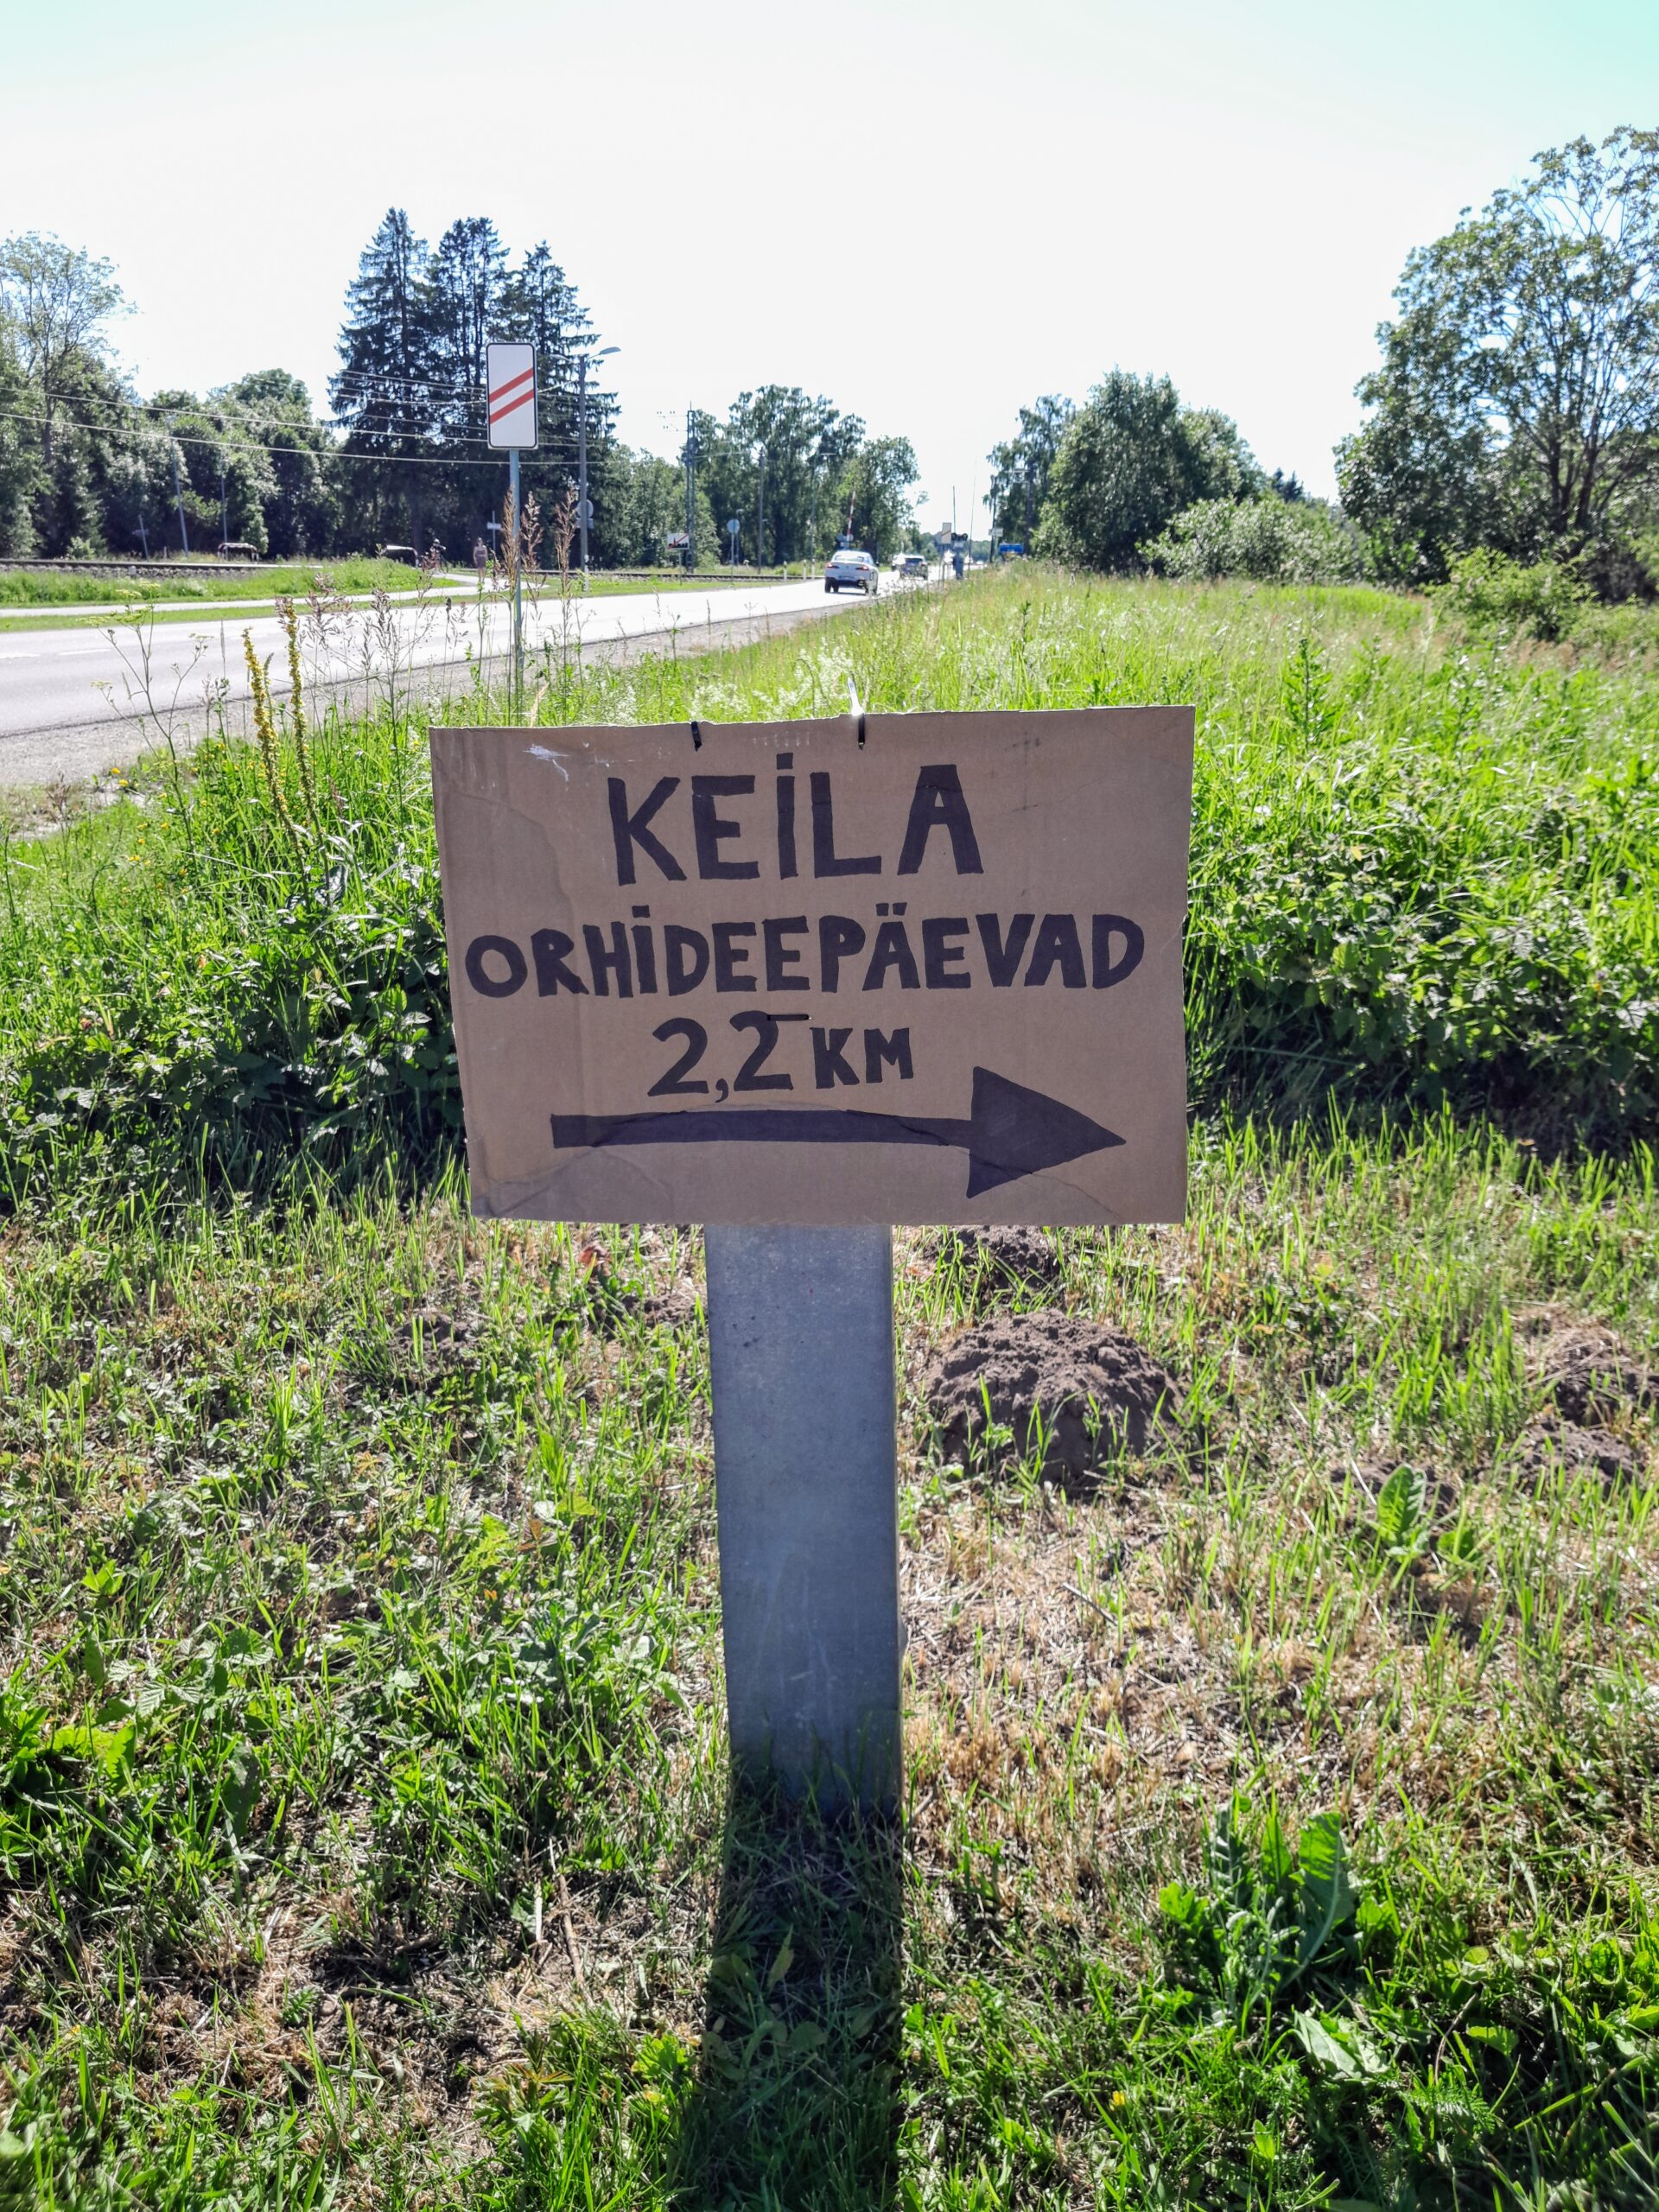 KEILA
ORHIDEEPÄEVAD
2,2 KM